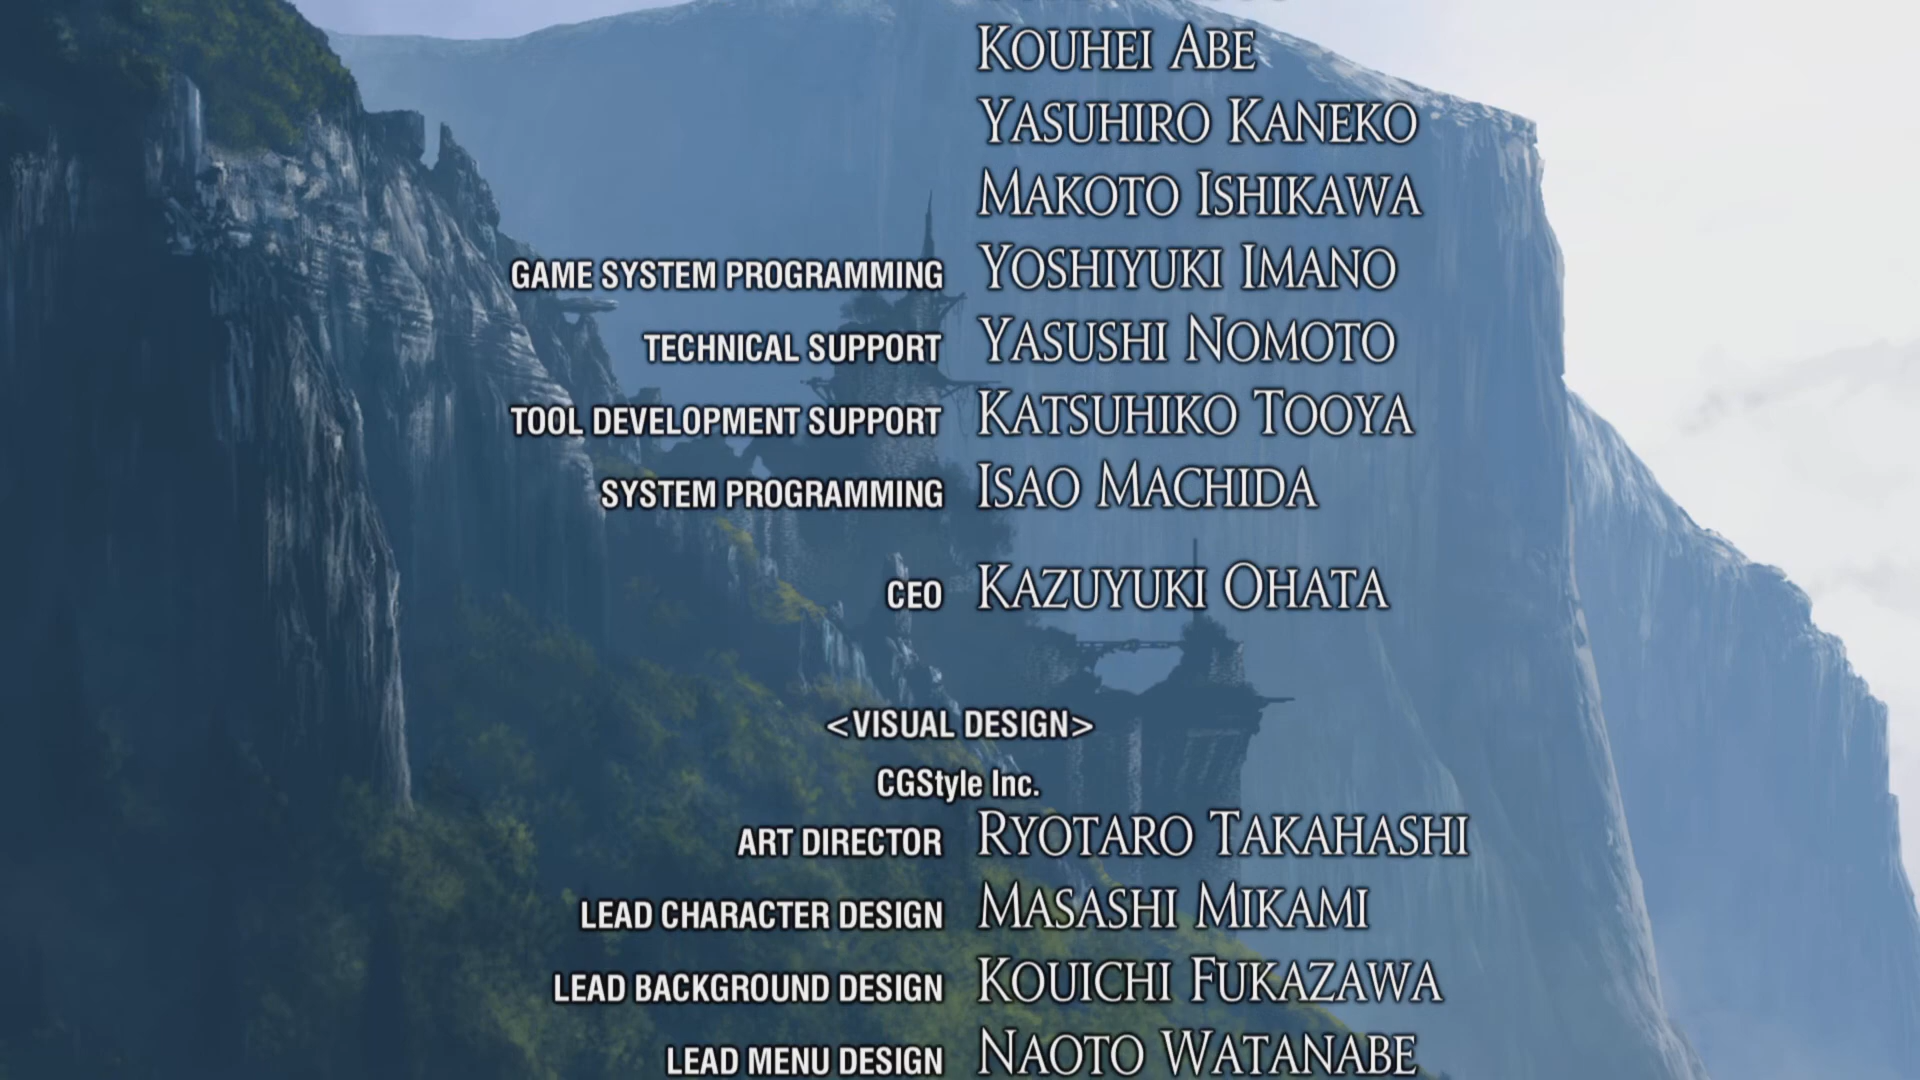 KOUHEI ABE
YASUHIRO KANEKO
MAKOTO ISHIKAWA
GAME SYSTEM PROGRAMMING YOSHIYUKI IMANO
TECHNICAL SUPPORT YASUSHI NOMOTO
TOOL DEVELOPMENT SUPPORT KATSUHIKO TOOYA
SYSTEM PROGRAMMING ISAO MACHIDA
CEO KAZUYUKI OHATA
<VISUAL DESIGN>
CGStyle Inc.
ART DIRECTOR RYOTARO TAKAHASHI
LEAD CHARACTER DESIGN MASASHI MIKAMI
LEAD BACKGROUND DESIGN KOUICHI FUKAZAWA
LEAD MENU DESIGN NAOTO WATANABE